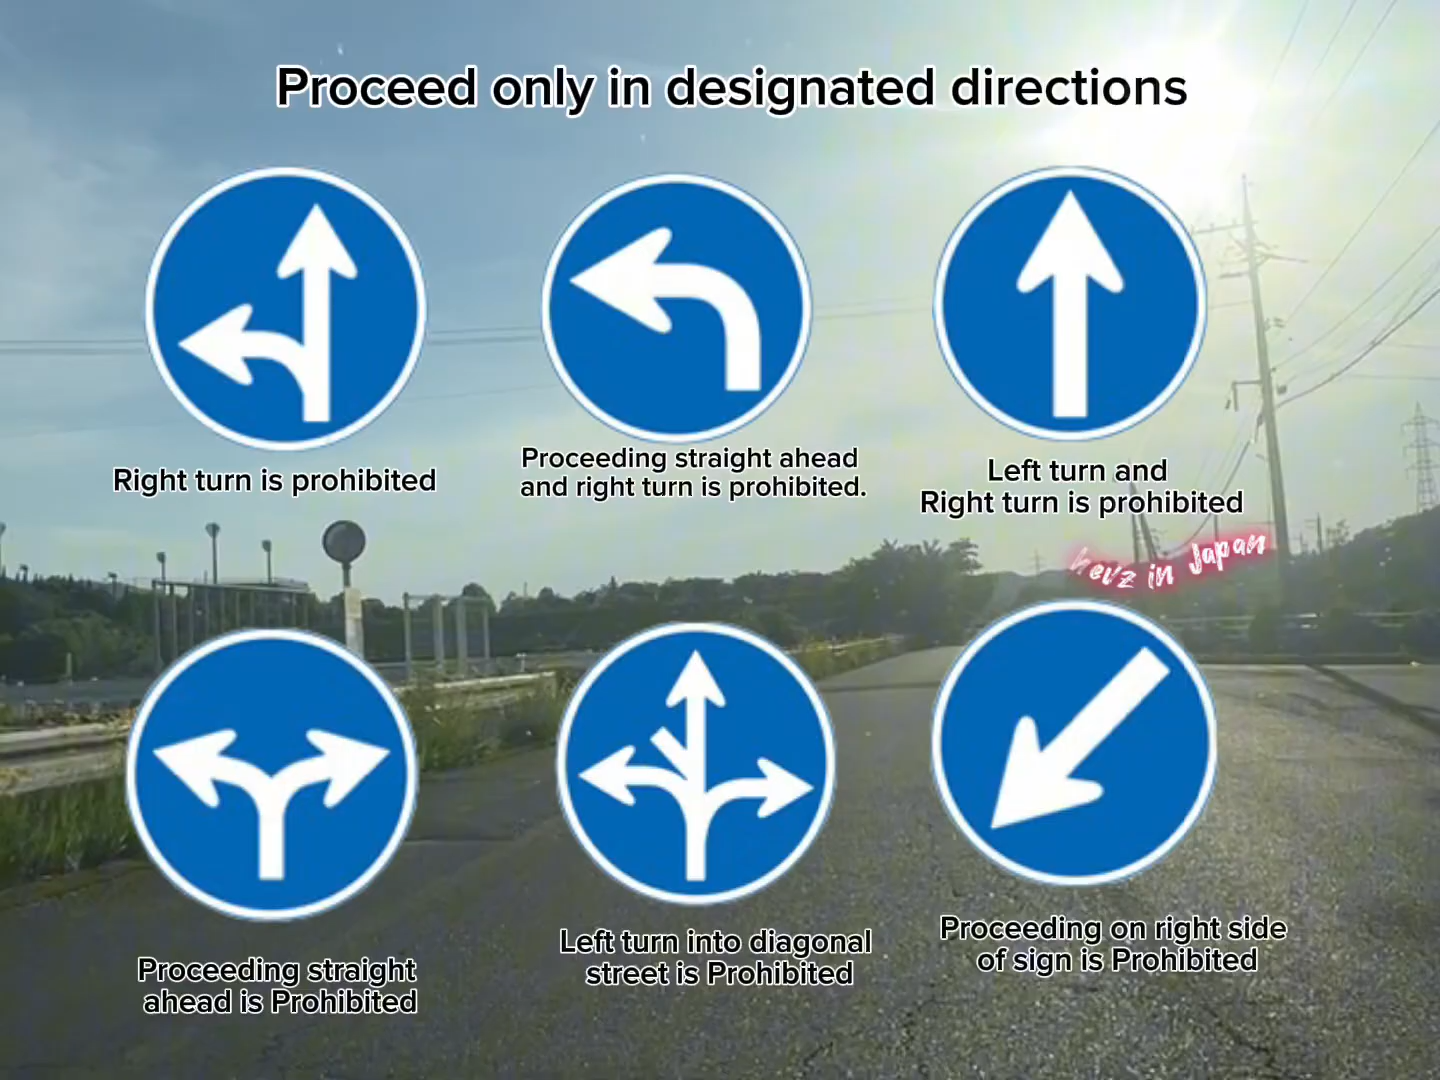 Proceed only in designated directions
Right turn is prohibited
Proceeding straight ahead
and right turn is prohibited.
Left turn and
Right turn is prohibited
hevz in Japan
Proceeding straight
ahead is Prohibited
Left turn into diagonal
street is Prohibited
Proceeding on right side
of sign is Prohibited